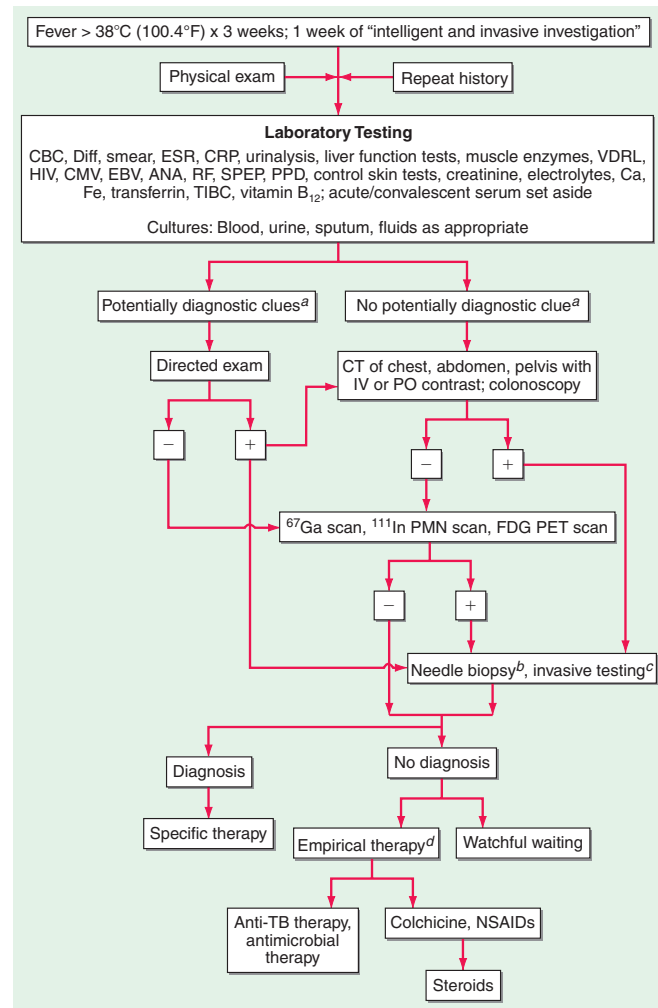 Fever > 38°C (100.4°F) x 3 weeks; 1 week of “intelligent and invasive investigation”
Physical exam
Repeat history
Laboratory Testing
CBC, Diff, smear, ESR, CRP, urinalysis, liver function tests, muscle enzymes, VDRL,
HIV, CMV, EBV, ANA, RF, SPEP, PPD, control skin tests, creatinine, electrolytes, Ca,
Fe, transferrin, TIBC, vitamin B12; acute/convalescent serum set aside
Cultures: Blood, urine, sputum, fluids as appropriate
Potentially diagnostic cluesa
No potentially diagnostic cluea
Directed exam
CT of chest, abdomen, pelvis with
IV or PO contrast; colonoscopy
−
+
−
+
67Ga scan, 111In PMN scan, FDG PET scan
−
+
Needle biopsyb, invasive testingc
Diagnosis
No diagnosis
Specific therapy
Empirical therapyd
Watchful waiting
Anti-TB therapy,
antimicrobial
therapy
Colchicine, NSAIDs
Steroids